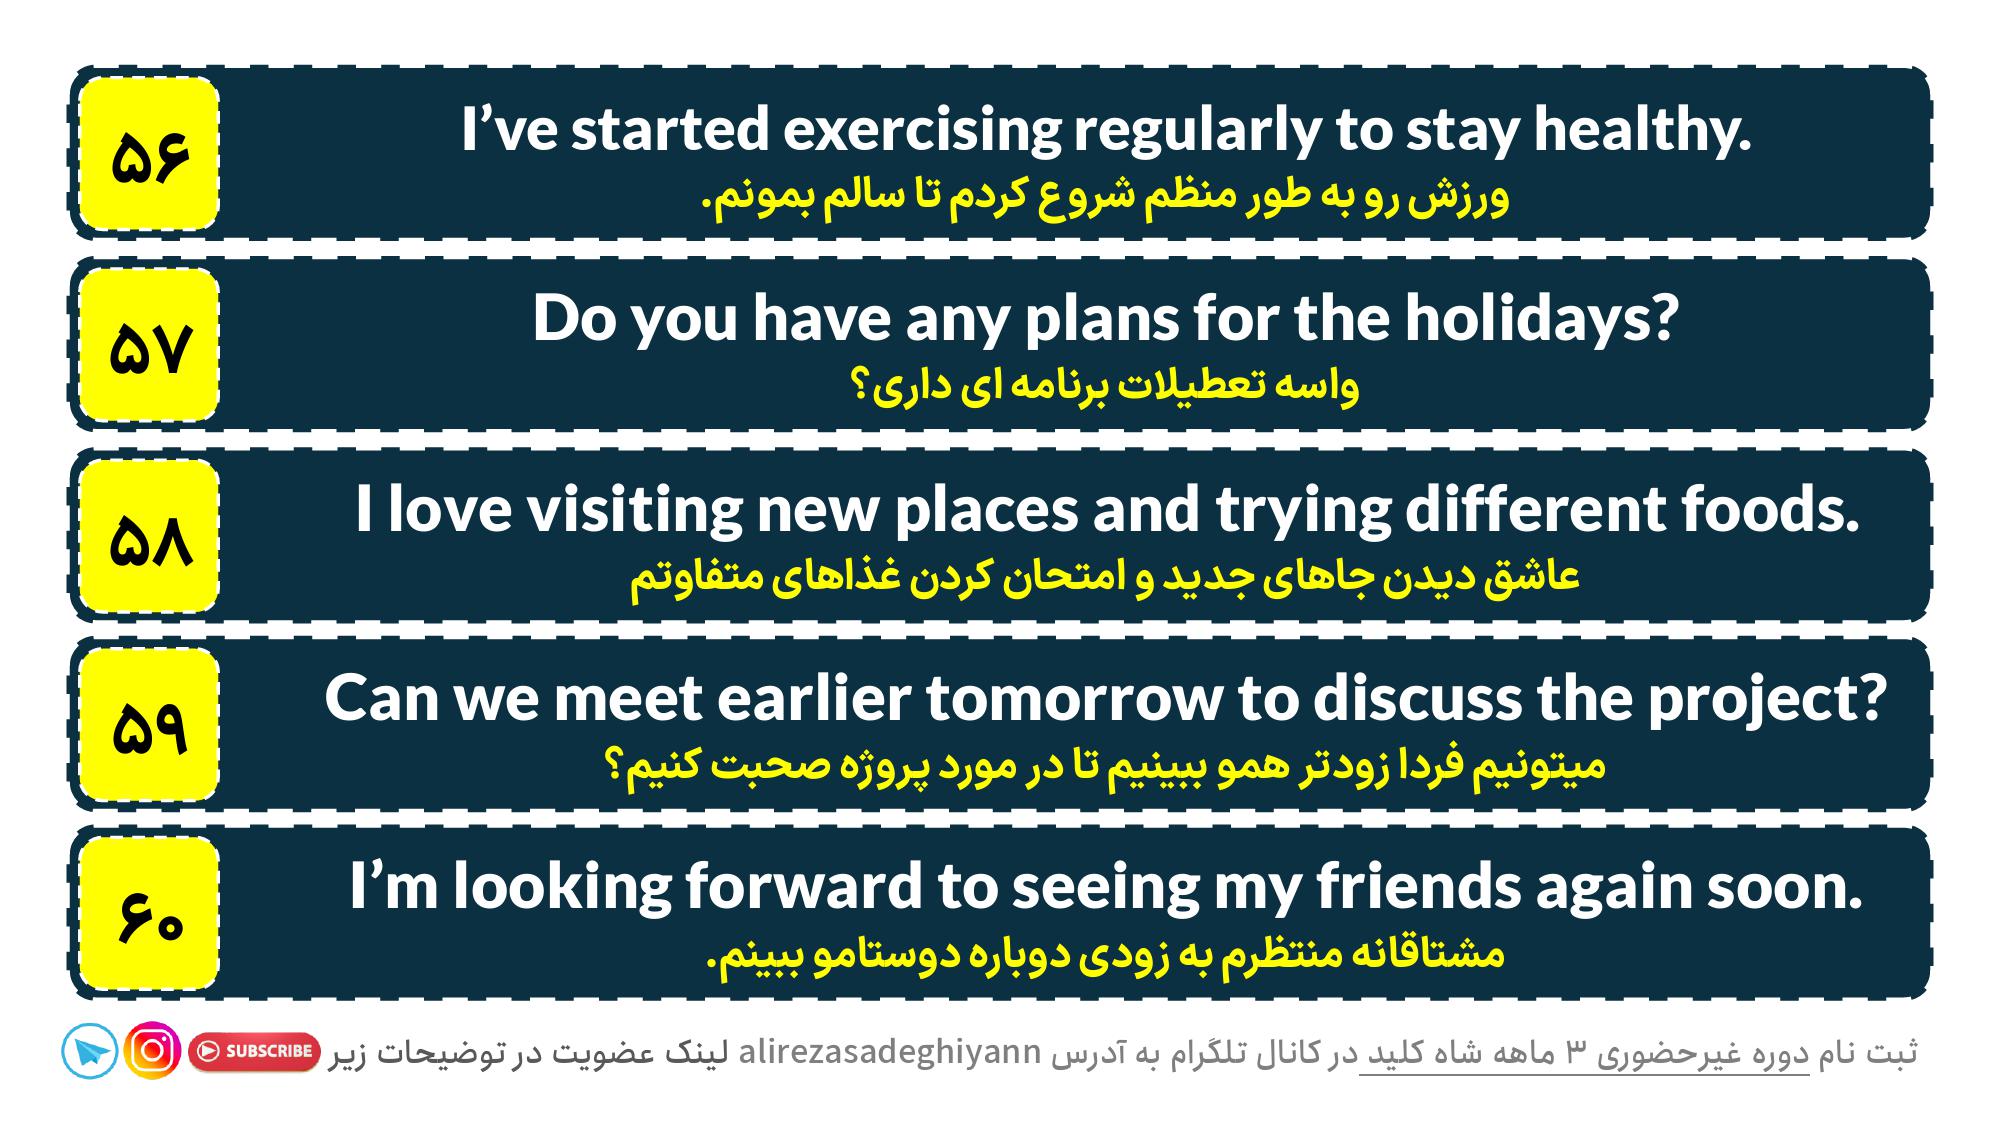 ۵۶
I’ve started exercising regularly to stay healthy.
ورزش رو به طور منظم شروع کردم تا سالم بمونم.
۵۷
Do you have any plans for the holidays?
واسه تعطیلات برنامه ای داری؟
۵۸
I love visiting new places and trying different foods.
عاشق دیدن جاهای جدید و امتحان کردن غذاهای متفاوتم
۵۹
Can we meet earlier tomorrow to discuss the project?
میتونیم فردا زودتر همو ببینیم تا در مورد پروژه صحبت کنیم؟
۶۰
I’m looking forward to seeing my friends again soon.
مشتاقانه منتظرم به زودی دوباره دوستامو ببینم.
ثبت نام دوره غیرحضوری ۳ ماهه شاه کلید در کانال تلگرام به آدرس alirezasadeghiyann لینک عضویت در توضیحات زیر SUBSCRIBE